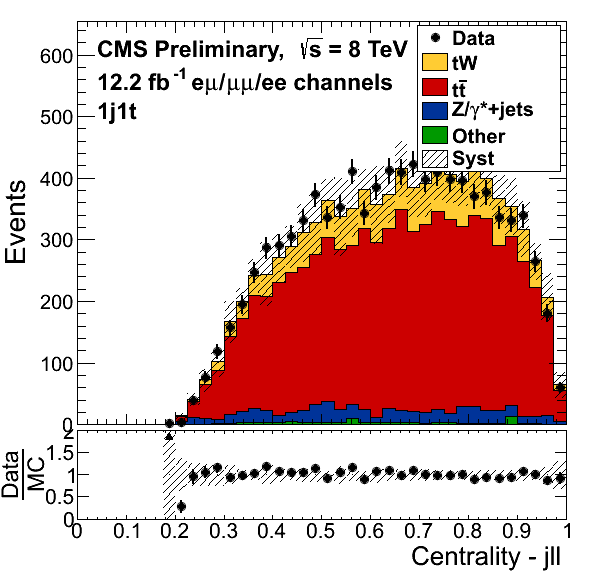 CMS Preliminary, √s = 8 TeV
12.2 fb⁻¹ eμ/μμ/ee channels
1j1t
Data
tW
tt̄
Z/γ*+jets
Other
Syst
Events
600
500
400
300
200
100
0
Data
MC
2
1.5
1
0.5
0
0 0.1 0.2 0.3 0.4 0.5 0.6 0.7 0.8 0.9 1
Centrality - jll